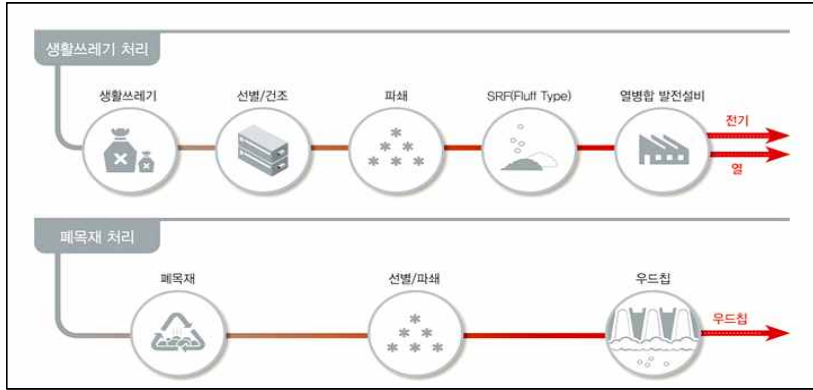 생활쓰레기 처리
생활쓰레기
선별/건조
파쇄
SRF(Fluff Type)
열병합 발전설비
전기
열
폐목재 처리
폐목재
선별/파쇄
우드칩
우드칩